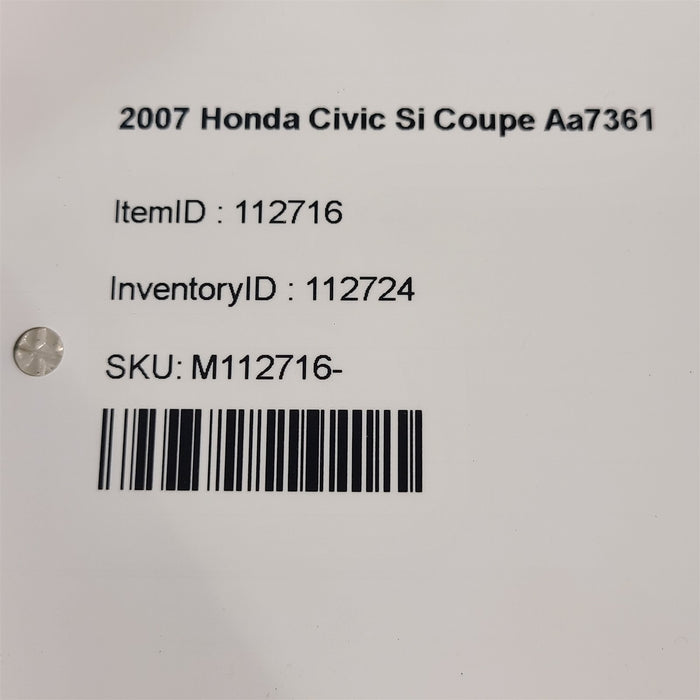 2007 Honda Civic Si Coupe Aa7361
ItemID : 112716
InventoryID : 112724
SKU: M112716-